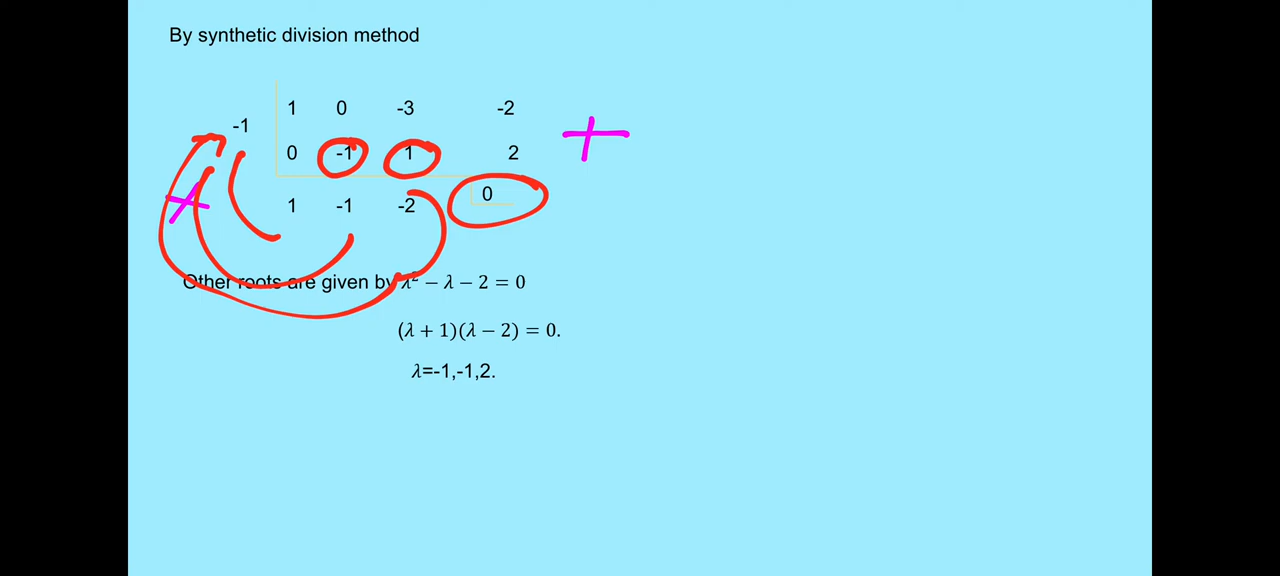 By synthetic division method
1 0 -3 -2
-1
0 -1 1 2
+
×
1 -1 -2 0
Other roots are given by λ² − λ − 2 = 0
(λ + 1)(λ − 2) = 0.
λ=-1,-1,2.